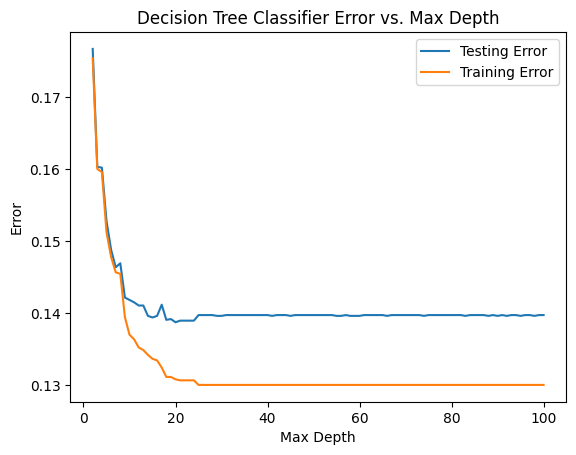 Decision Tree Classifier Error vs. Max Depth
Testing Error
Training Error
0.17
0.16
0.15
0.14
0.13
Error
0 20 40 60 80 100
Max Depth